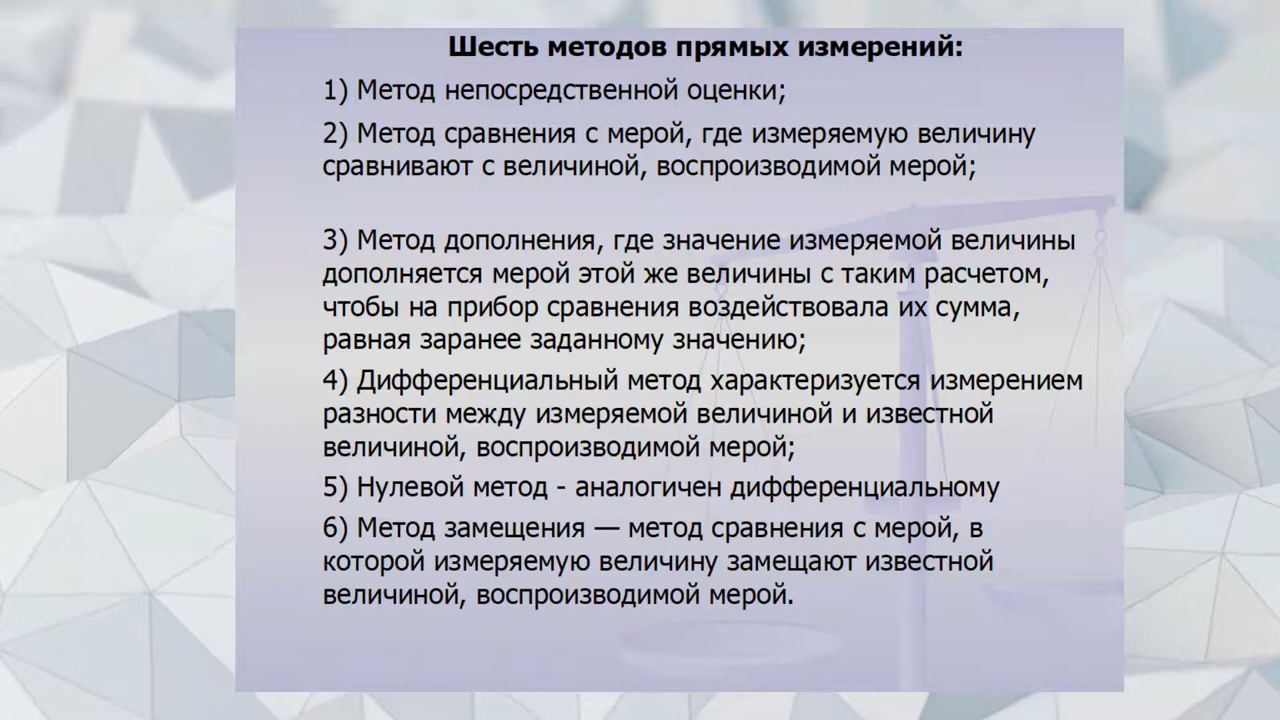 Шесть методов прямых измерений:
1) Метод непосредственной оценки;
2) Метод сравнения с мерой, где измеряемую величину
сравнивают с величиной, воспроизводимой мерой;
3) Метод дополнения, где значение измеряемой величины
дополняется мерой этой же величины с таким расчетом,
чтобы на прибор сравнения воздействовала их сумма,
равная заранее заданному значению;
4) Дифференциальный метод характеризуется измерением
разности между измеряемой величиной и известной
величиной, воспроизводимой мерой;
5) Нулевой метод - аналогичен дифференциальному
6) Метод замещения — метод сравнения с мерой, в
которой измеряемую величину замещают известной
величиной, воспроизводимой мерой.